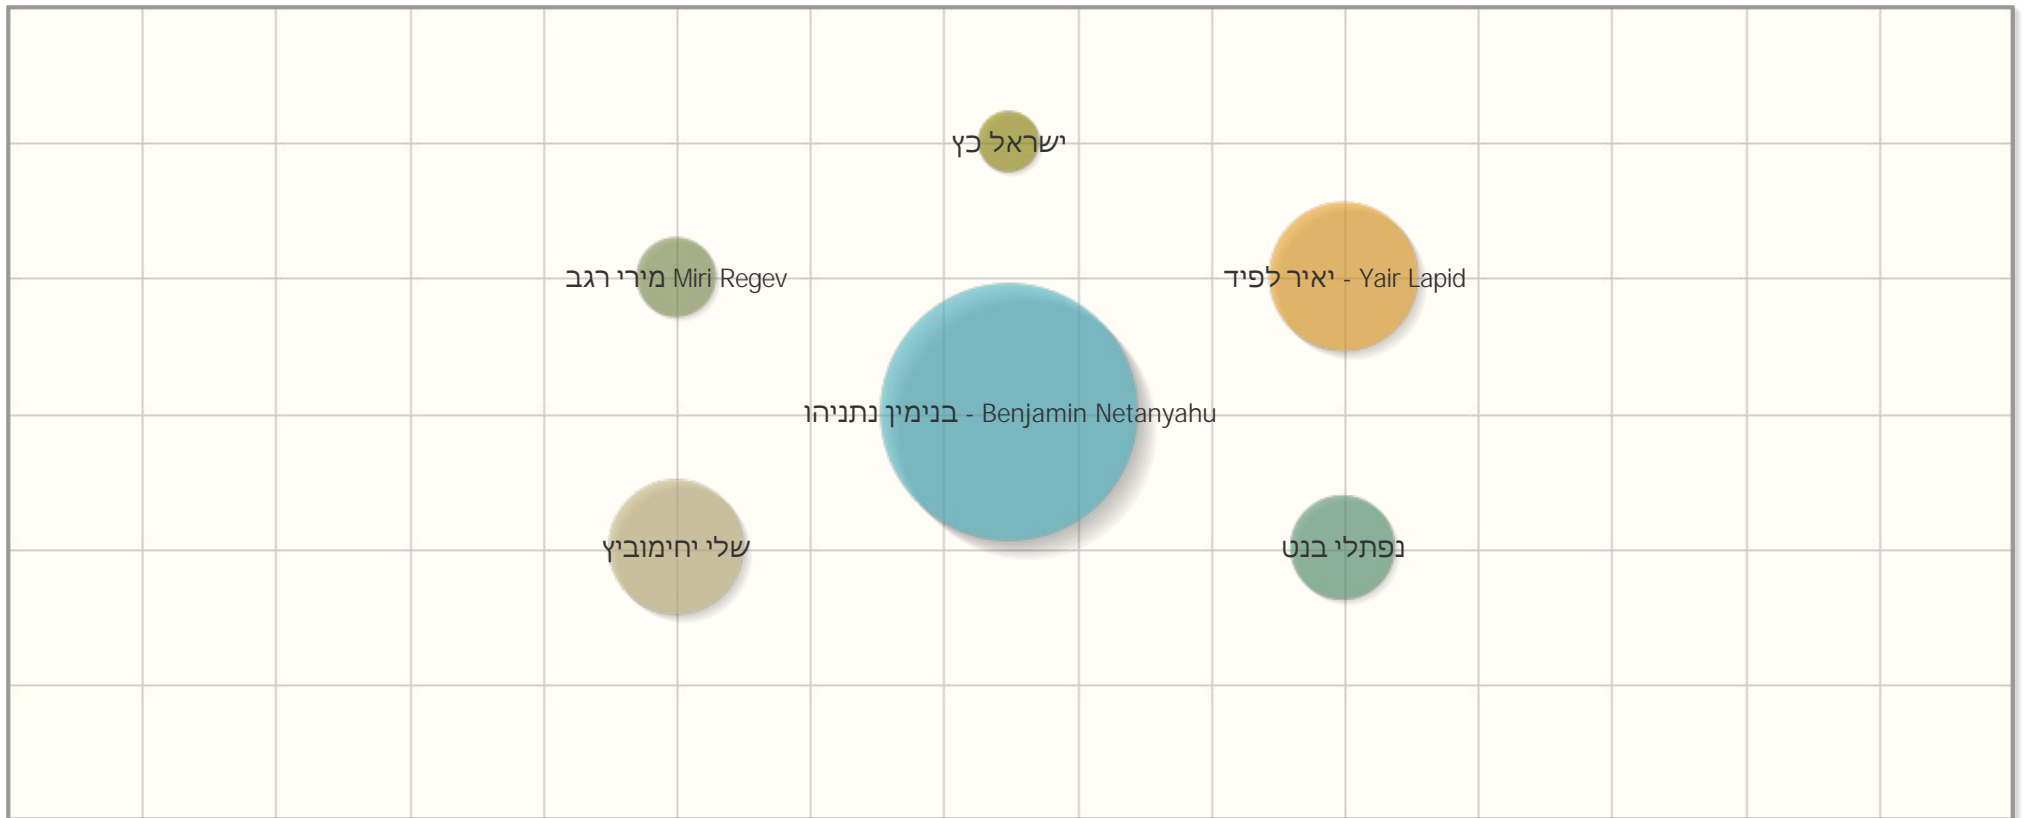 ישראל כץ
מירי רגב Miri Regev
יאיר לפיד - Yair Lapid
בנימין נתניהו - Benjamin Netanyahu
שלי יחימוביץ
נפתלי בנט